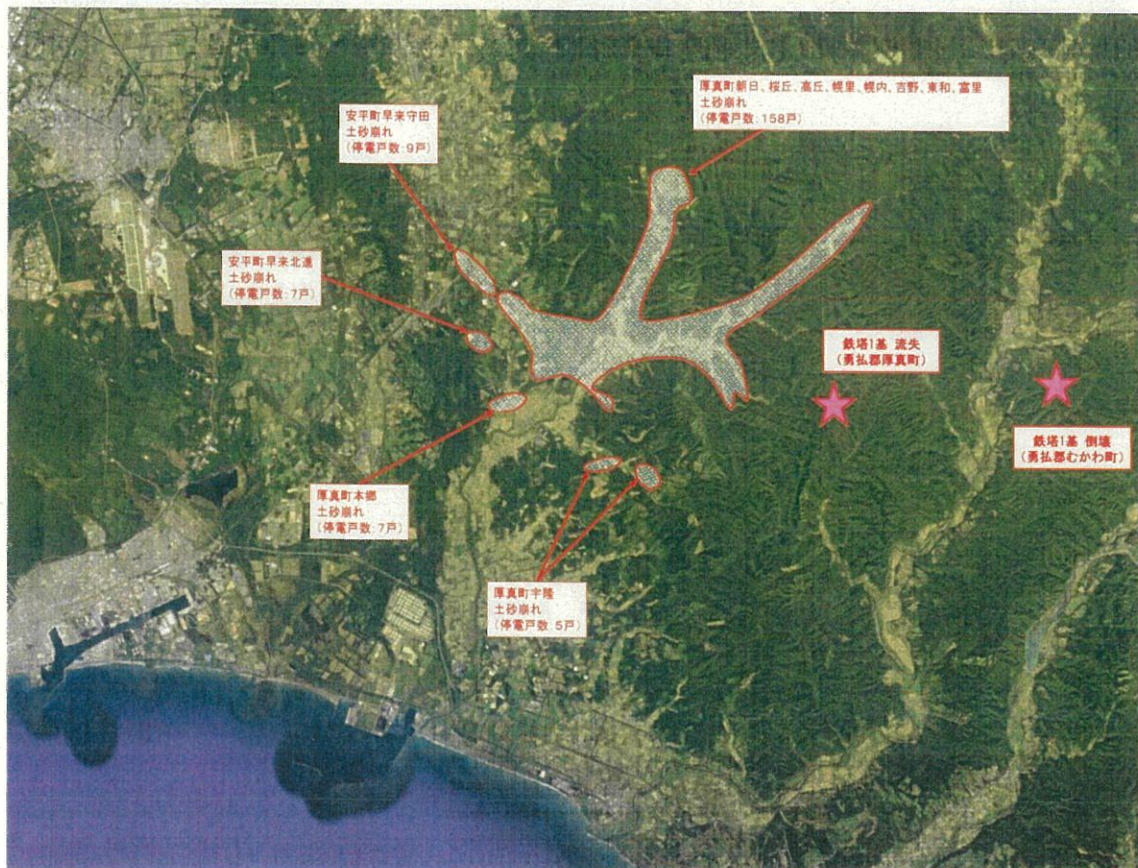 厚真町朝日、桜丘、高丘、幌里、幌内、吉野、東和、富里
土砂崩れ
(停電戸数:158戸)
安平町早来守田
土砂崩れ
(停電戸数:9戸)
安平町早来北進
土砂崩れ
(停電戸数:7戸)
鉄塔1基 流失
(勇払郡厚真町)
鉄塔1基 倒壊
(勇払郡むかわ町)
厚真町本郷
土砂崩れ
(停電戸数:7戸)
厚真町宇隆
土砂崩れ
(停電戸数:5戸)